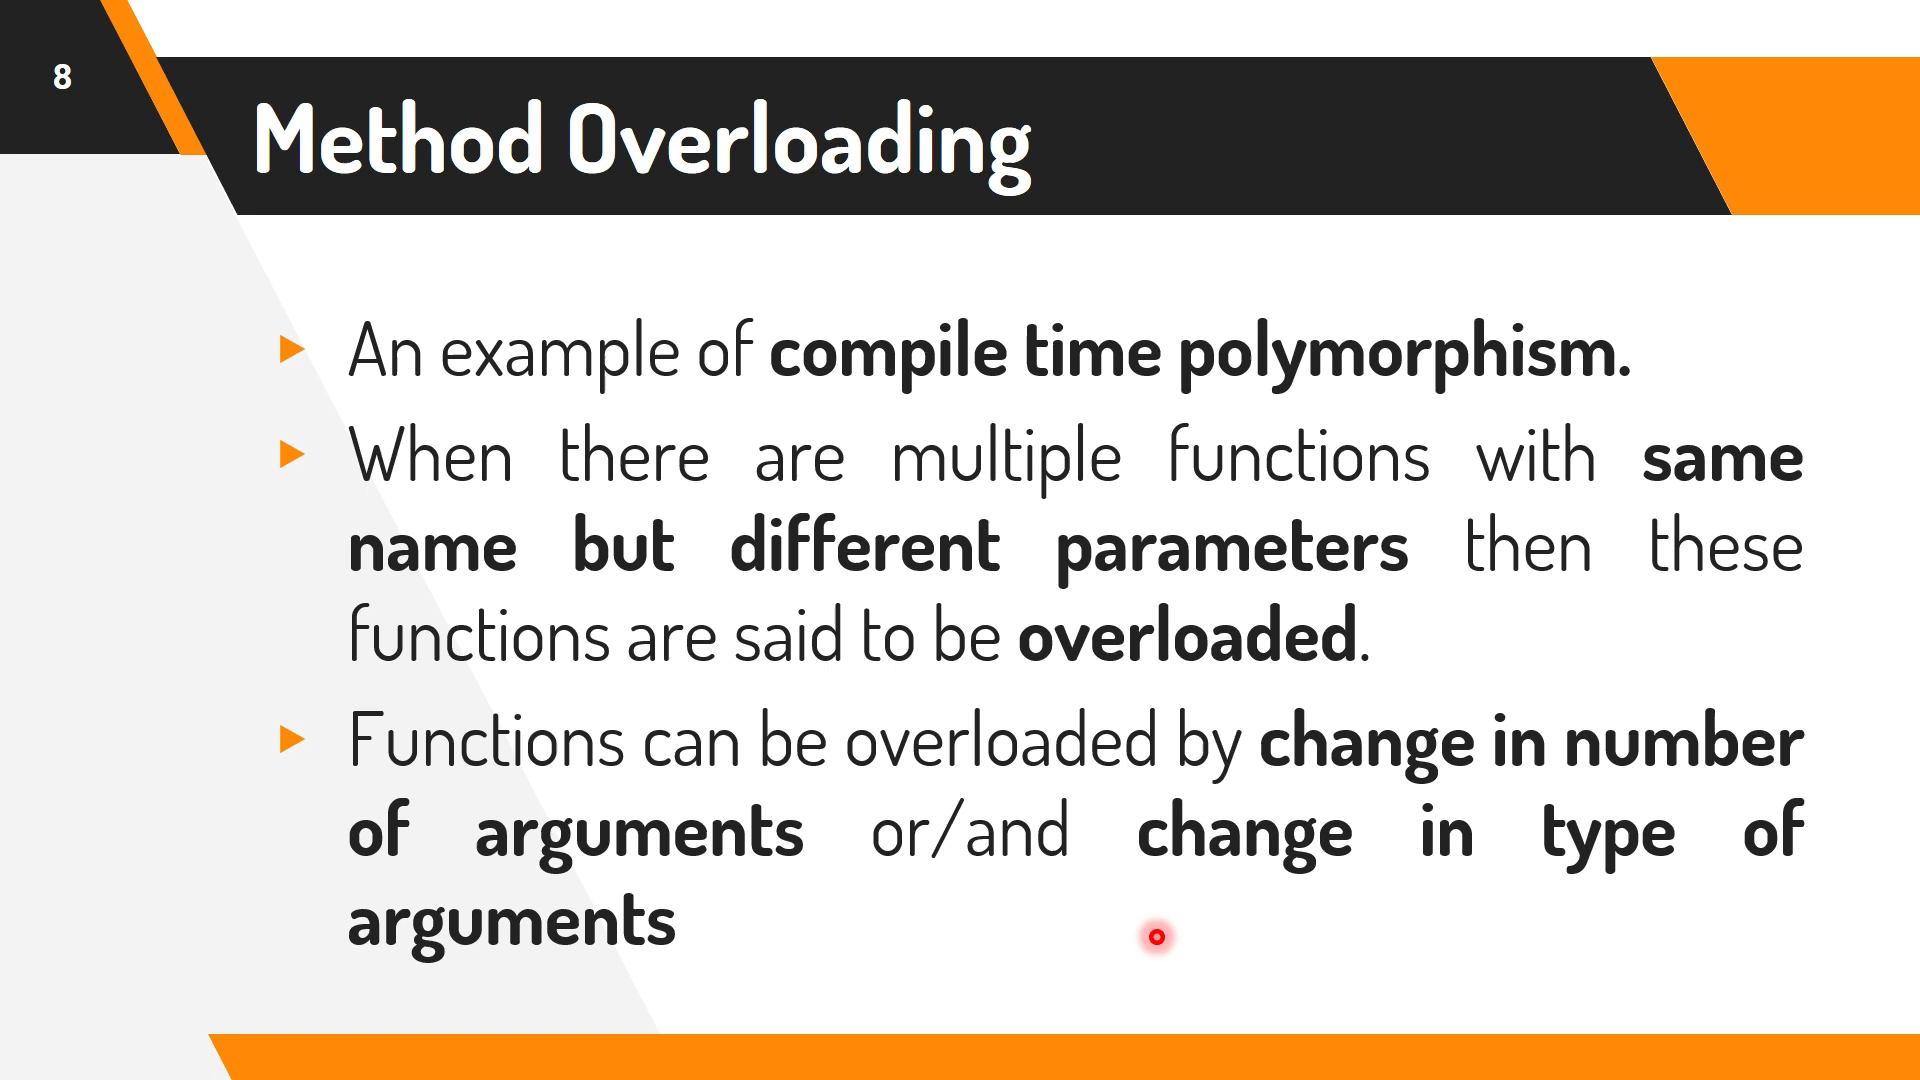 8
Method Overloading
An example of compile time polymorphism.
When there are multiple functions with same
name but different parameters then these
functions are said to be overloaded.
Functions can be overloaded by change in number
of arguments or/and change in type of
arguments